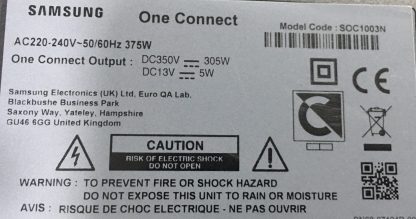 SAMSUNG One Connect
Model Code : SOC1003N
AC220-240V~50/60Hz 375W
One Connect Output : DC350V ⎓ 305W
DC13V ⎓ 5W
Samsung Electronics (UK) Ltd, Euro QA Lab.
Blackbushe Business Park
Saxony Way, Yateley, Hampshire
GU46 6GG United Kingdom
CE
CAUTION
RISK OF ELECTRIC SHOCK
DO NOT OPEN
WARNING : TO PREVENT FIRE OR SHOCK HAZARD
DO NOT EXPOSE THIS UNIT TO RAIN OR MOISTURE
AVIS : RISQUE DE CHOC ELECTRIQUE - NE PAS OUVRIR